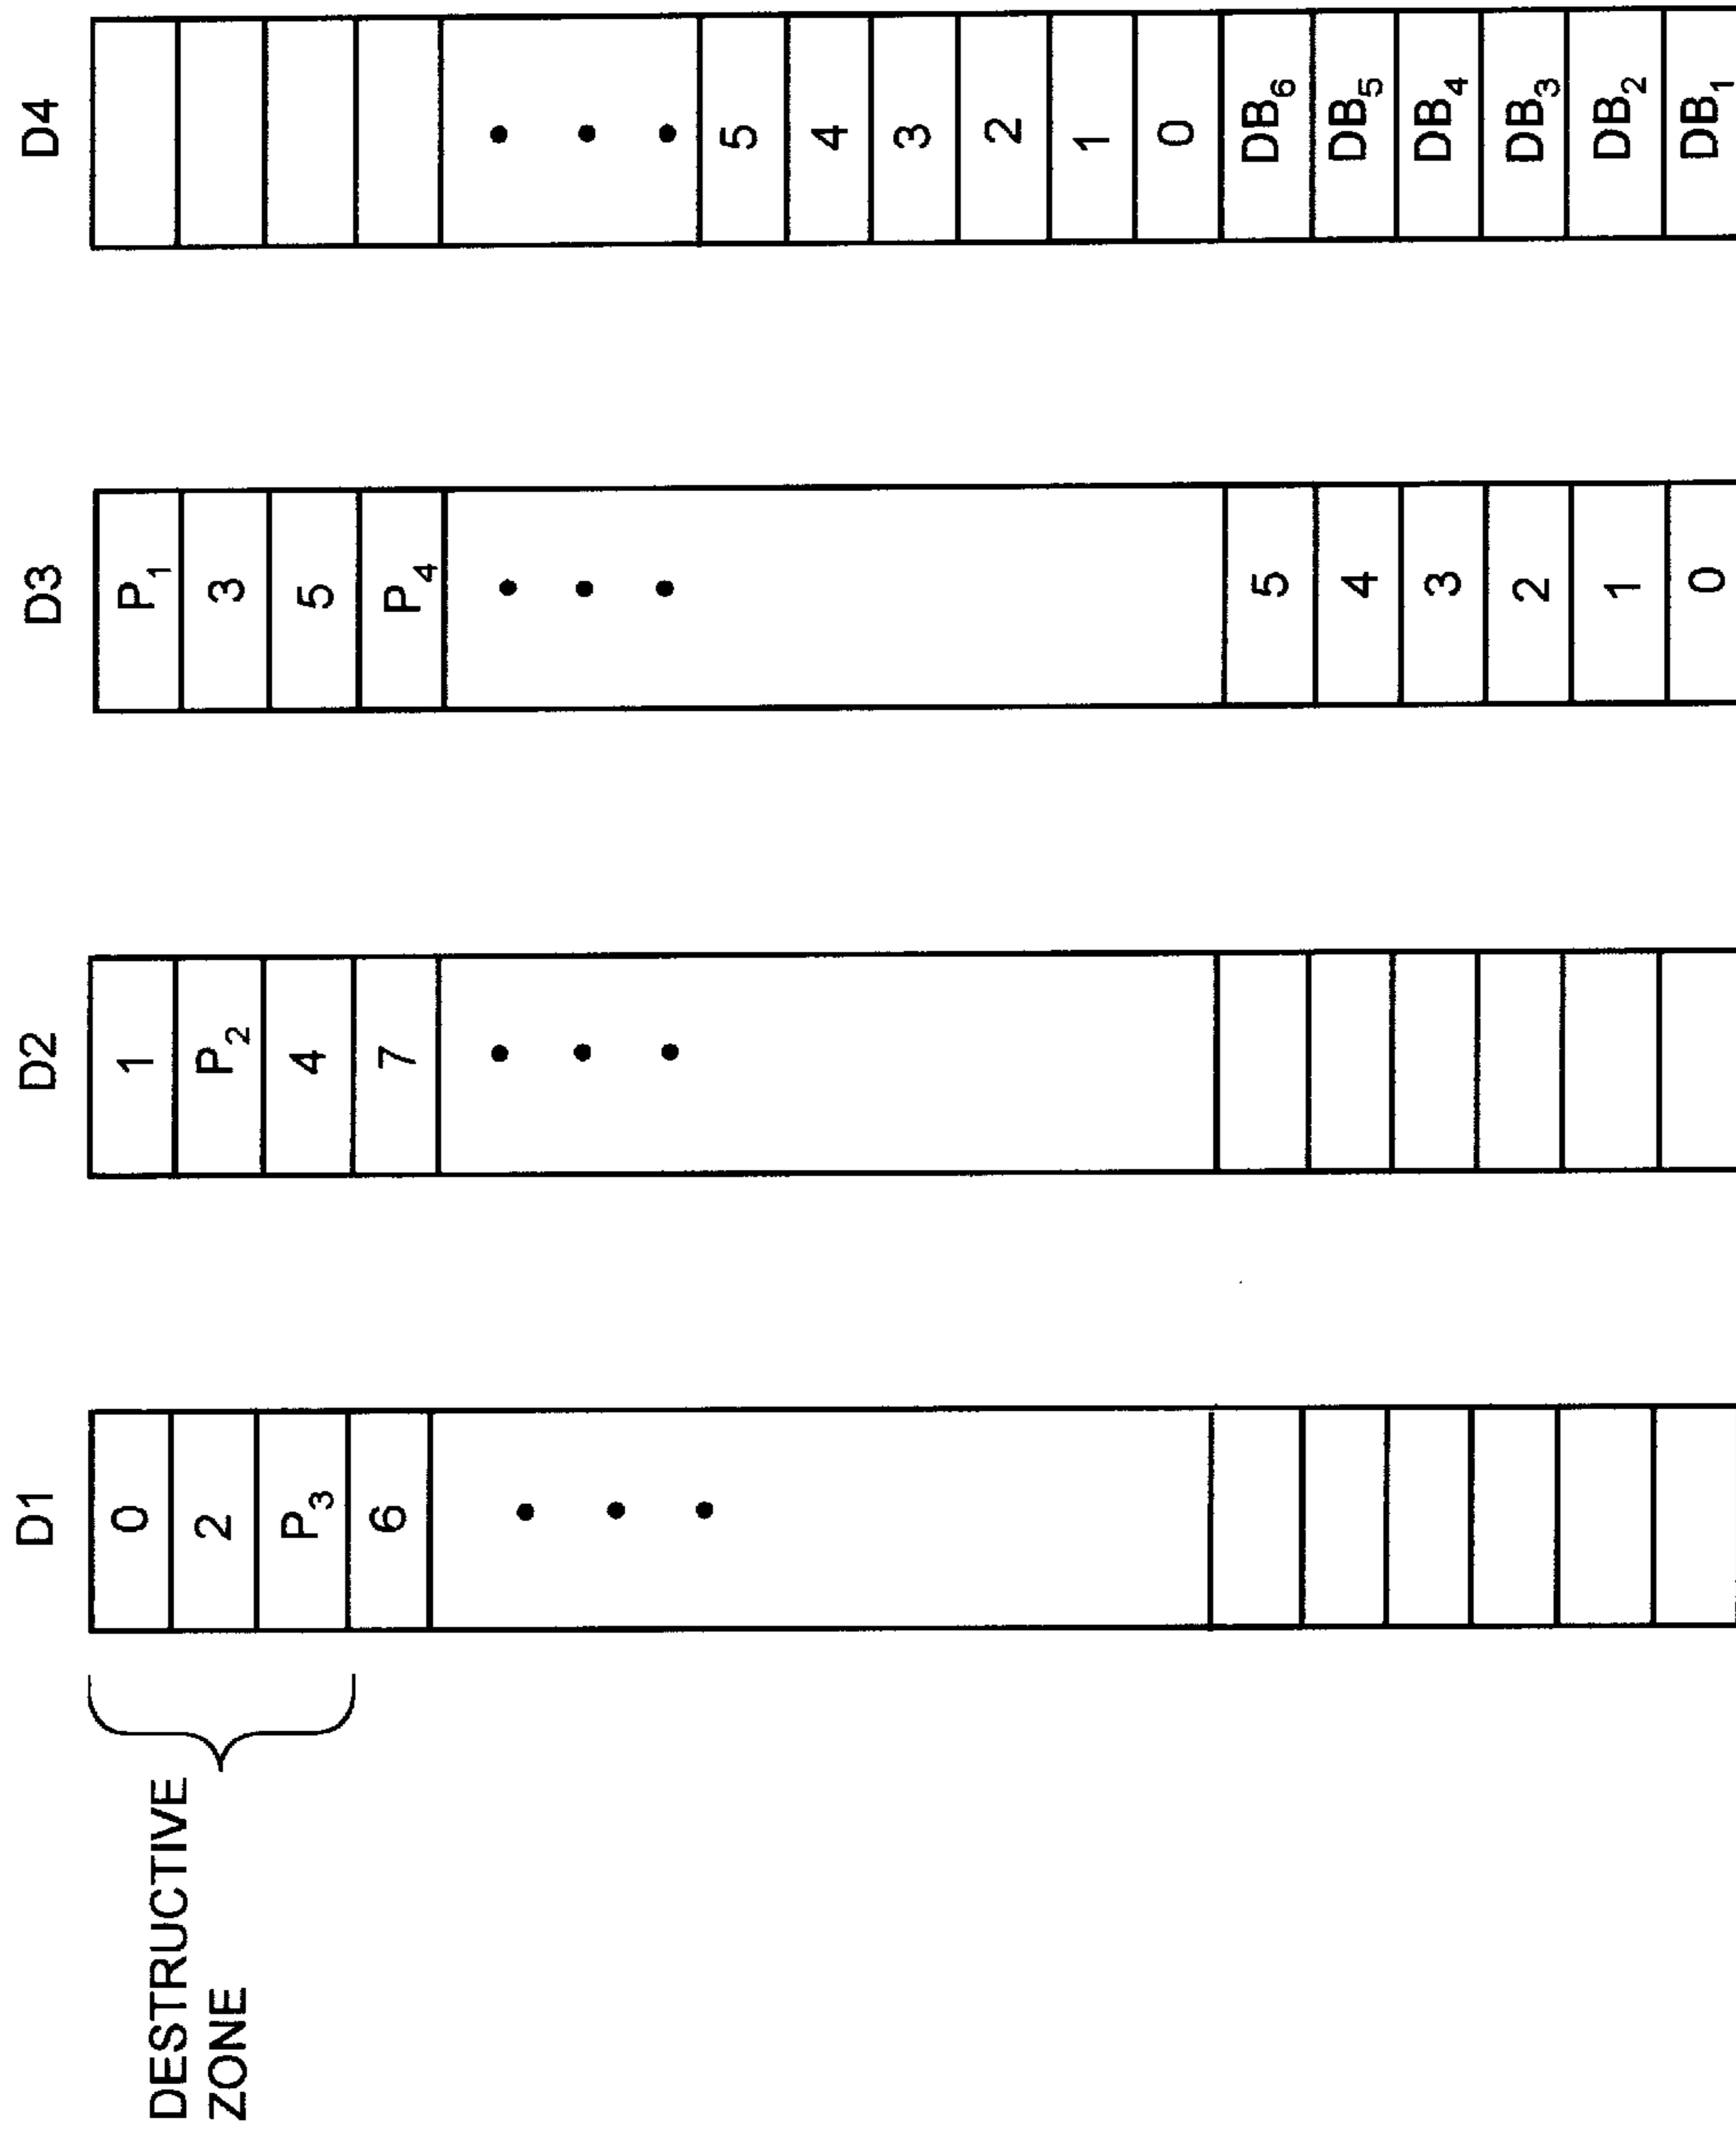 D1 D2 D3 D4
0 1 P₁
DESTRUCTIVE
ZONE
2 P₂ 3
P₃ 4 5
6 7 P₄
5
4
3
2
1
0
5 DB₆
4 DB₅
3 DB₄
2 DB₃
1 DB₂
0 DB₁